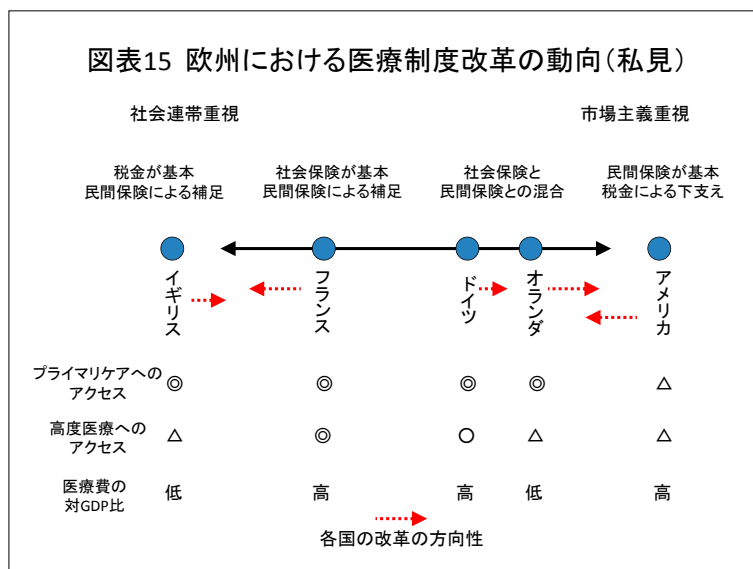 図表15 欧州における医療制度改革の動向（私見）
社会連帯重視 市場主義重視
税金が基本 社会保険が基本 社会保険と 民間保険が基本
民間保険による補足 民間保険による補足 民間保険との混合 税金による下支え
イギリス フランス ドイツ オランダ アメリカ
プライマリケアへの
アクセス ◎ ◎ ◎ ◎ △
高度医療への
アクセス △ ◎ ○ △ △
医療費の
対GDP比 低 高 高 低 高
各国の改革の方向性